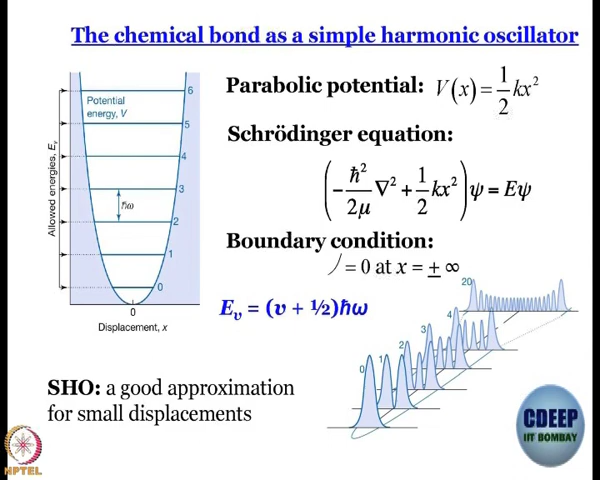 The chemical bond as a simple harmonic oscillator
Potential
energy, V
Allowed energies, Eᵥ
6
5
4
3
ħω
2
1
0
0
Displacement, x
Parabolic potential: V(x) = 1/2 kx²
Schrödinger equation:
(-ħ²/2μ ∇² + 1/2 kx²) ψ = Eψ
Boundary condition:
= 0 at x = ± ∞
Eᵥ = (v + ½)ħω
20
4
3
2
1
0
SHO: a good approximation
for small displacements
CDEEP
IIT BOMBAY
NPTEL